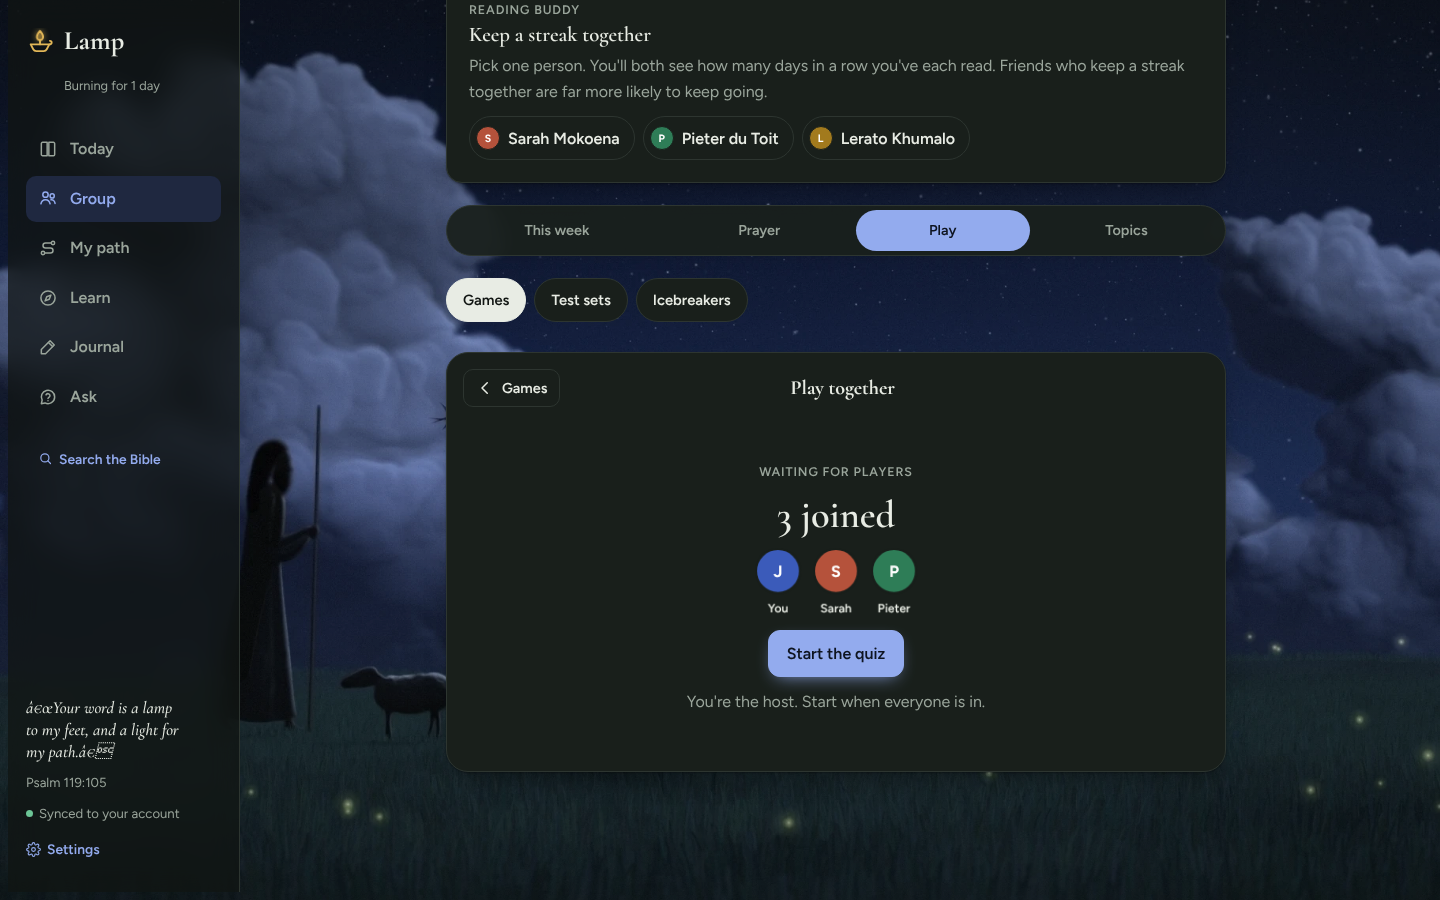 Lamp
Burning for 1 day
Today
Group
My path
Learn
Journal
Ask
Search the Bible
“Your word is a lamp
to my feet, and a light for
my path.â€
Psalm 119:105
Synced to your account
Settings
READING BUDDY
Keep a streak together
Pick one person. You'll both see how many days in a row you've each read. Friends who keep a streak
together are far more likely to keep going.
S Sarah Mokoena
P Pieter du Toit
L Lerato Khumalo
This week
Prayer
Play
Topics
Games
Test sets
Icebreakers
Games
Play together
WAITING FOR PLAYERS
3 joined
J S P
You Sarah Pieter
Start the quiz
You're the host. Start when everyone is in.